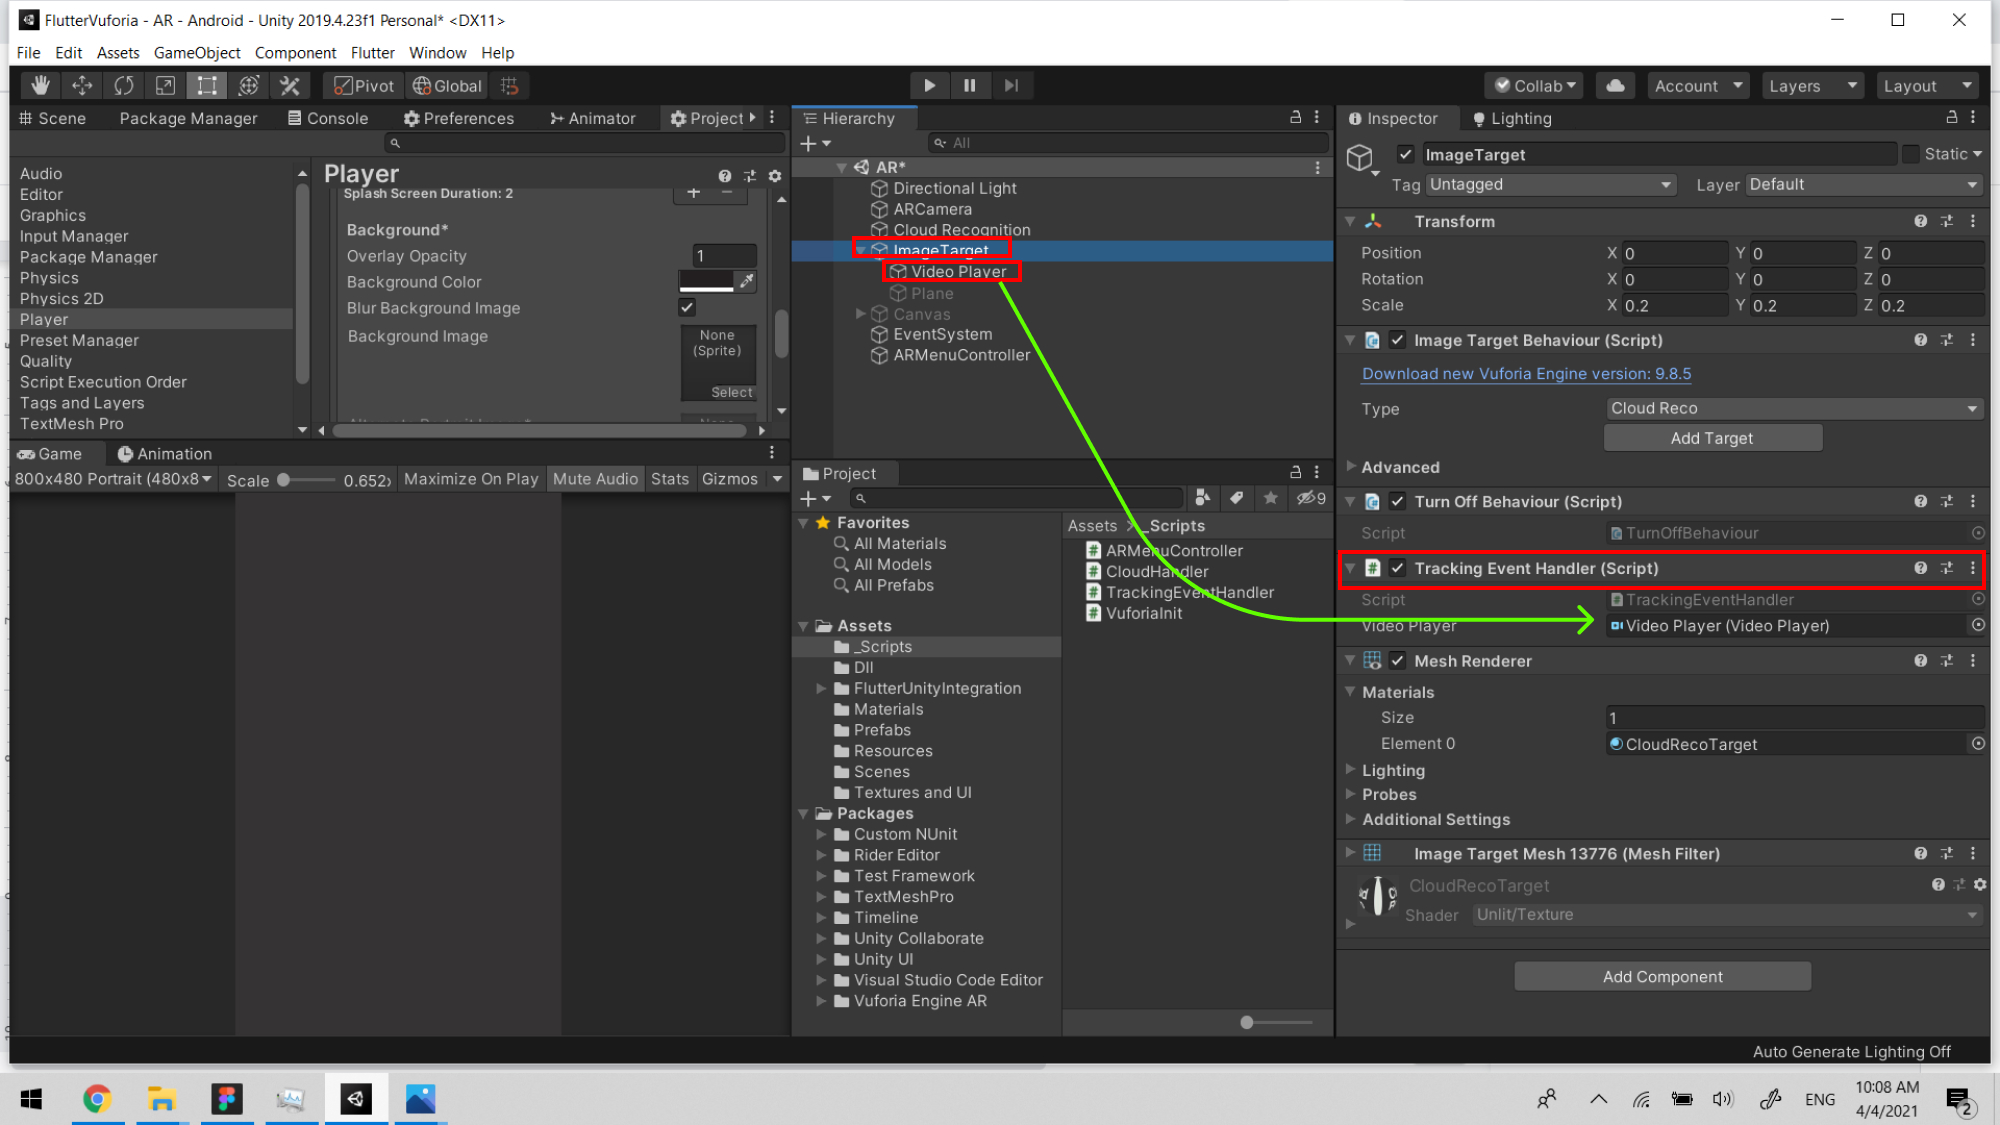 FlutterVuforia - AR - Android - Unity 2019.4.23f1 Personal* <DX11>
File Edit Assets GameObject Component Flutter Window Help
Pivot Global Collab Account Layers Layout
Scene Package Manager Console Preferences Animator Project
Audio
Editor
Graphics
Input Manager
Package Manager
Physics
Physics 2D
Player
Preset Manager
Quality
Script Execution Order
Tags and Layers
TextMesh Pro
Player
Splash Screen Duration: 2
Background*
Overlay Opacity 1
Background Color
Blur Background Image
Background Image
None
(Sprite)
Select
Game Animation
800x480 Portrait (480x8 Scale 0.652x Maximize On Play Mute Audio Stats Gizmos
Hierarchy
All
AR*
Directional Light
ARCamera
Cloud Recognition
ImageTarget
Video Player
Plane
Canvas
EventSystem
ARMenuController
Project
9
Favorites
All Materials
All Models
All Prefabs
Assets
_Scripts
Dll
FlutterUnityIntegration
Materials
Prefabs
Resources
Scenes
Textures and UI
Packages
Custom NUnit
Rider Editor
Test Framework
TextMeshPro
Timeline
Unity Collaborate
Unity UI
Visual Studio Code Editor
Vuforia Engine AR
Assets > _Scripts
ARMenuController
CloudHandler
TrackingEventHandler
VuforiaInit
Inspector Lighting
ImageTarget Static
Tag Untagged Layer Default
Transform
Position X 0 Y 0 Z 0
Rotation X 0 Y 0 Z 0
Scale X 0.2 Y 0.2 Z 0.2
Image Target Behaviour (Script)
Download new Vuforia Engine version: 9.8.5
Type Cloud Reco
Add Target
Advanced
Turn Off Behaviour (Script)
Script TurnOffBehaviour
Tracking Event Handler (Script)
Script TrackingEventHandler
Video Player Video Player (Video Player)
Mesh Renderer
Materials
Size 1
Element 0 CloudRecoTarget
Lighting
Probes
Additional Settings
Image Target Mesh 13776 (Mesh Filter)
CloudRecoTarget
Shader Unlit/Texture
Add Component
Auto Generate Lighting Off
ENG
10:08 AM
4/4/2021
2